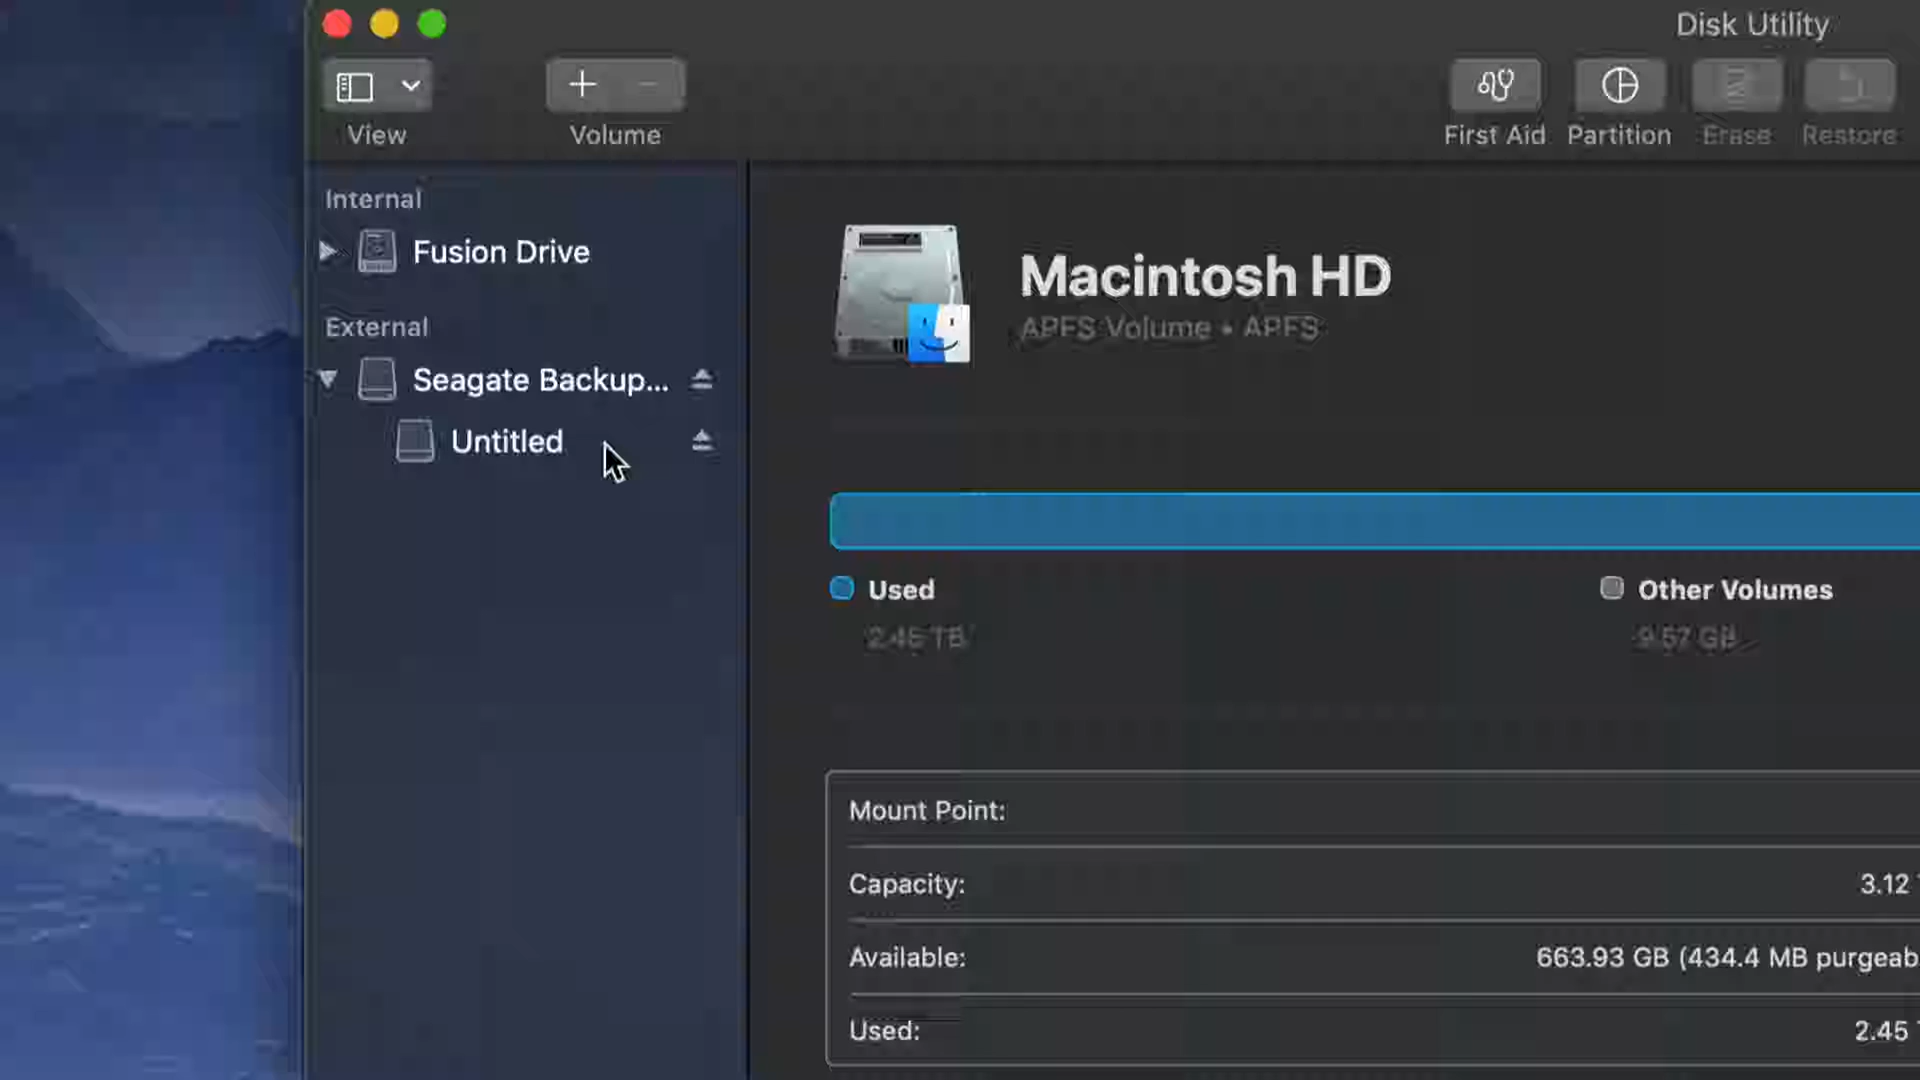 Disk Utility
View
Volume
First Aid
Partition
Erase
Restore
Internal
Fusion Drive
External
Seagate Backup...
Untitled
Macintosh HD
APFS Volume • APFS
Used
2.45 TB
Other Volumes
9.57 GB
Mount Point:
Capacity:
3.12
Available:
663.93 GB (434.4 MB purgeab
Used:
2.45